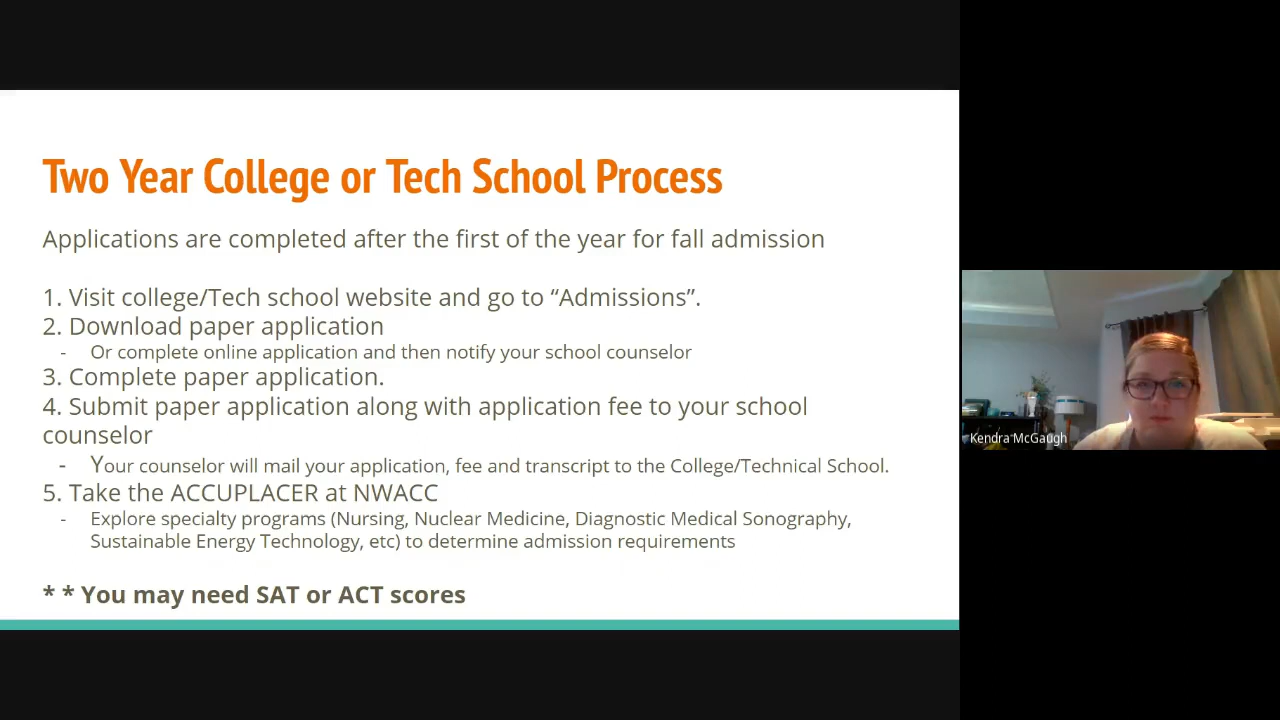 Two Year College or Tech School Process
Applications are completed after the first of the year for fall admission
1. Visit college/Tech school website and go to “Admissions”.
2. Download paper application
- Or complete online application and then notify your school counselor
3. Complete paper application.
4. Submit paper application along with application fee to your school
counselor
- Your counselor will mail your application, fee and transcript to the College/Technical School.
5. Take the ACCUPLACER at NWACC
- Explore specialty programs (Nursing, Nuclear Medicine, Diagnostic Medical Sonography,
Sustainable Energy Technology, etc) to determine admission requirements
* * You may need SAT or ACT scores
Kendra McGaugh